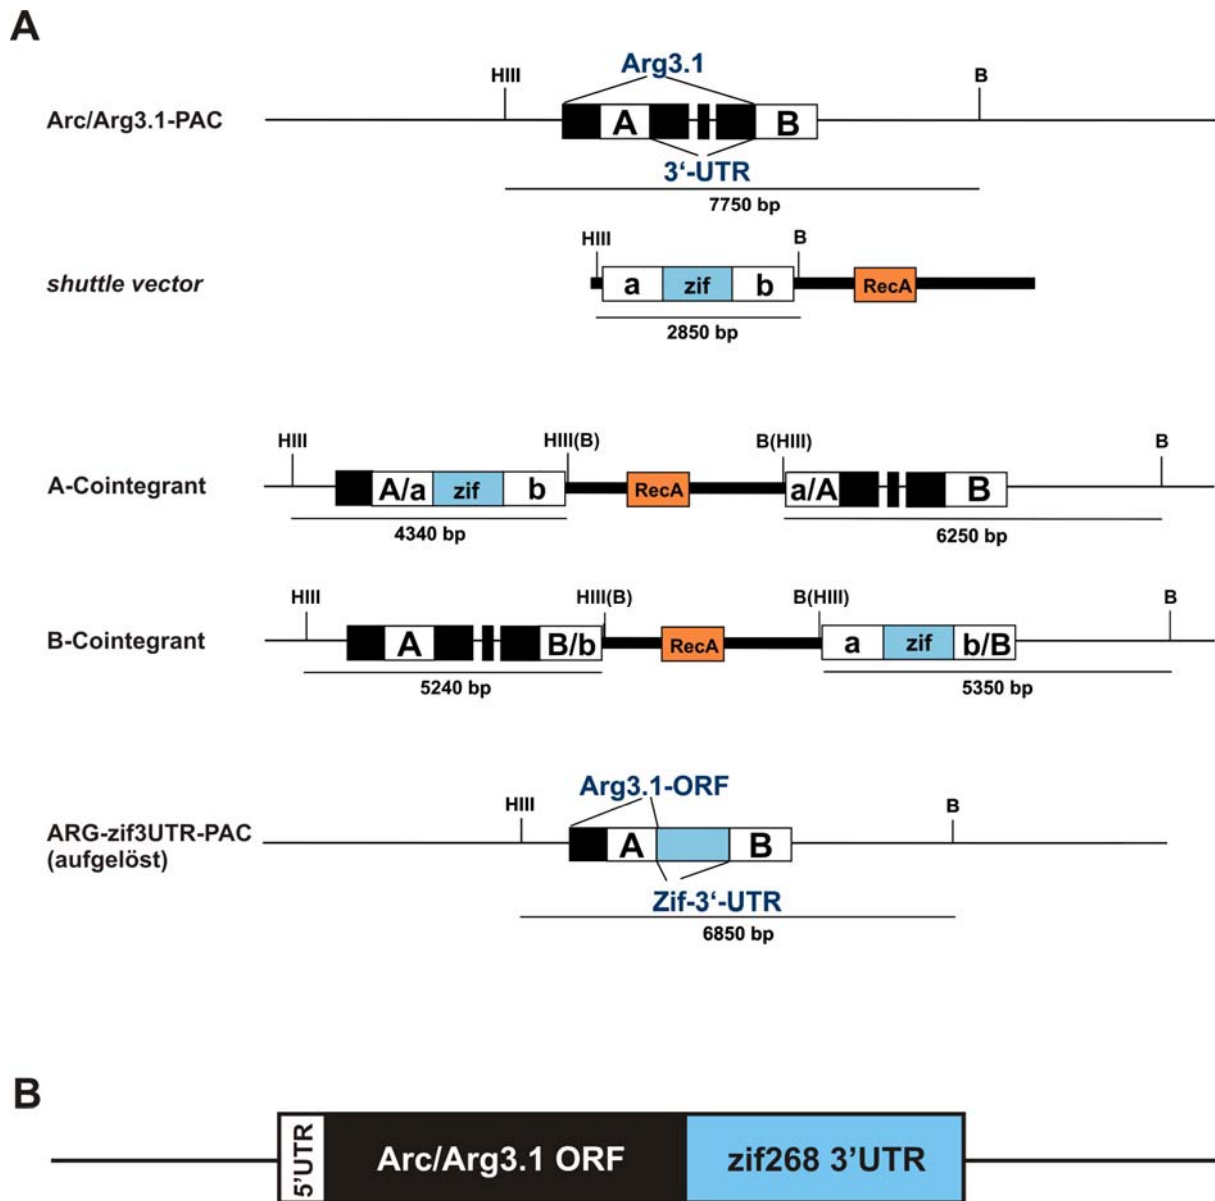 A
Arg3.1
HIII
B
Arc/Arg3.1-PAC
A
B
3‘-UTR
7750 bp
HIII
B
shuttle vector
a
zif
b
RecA
2850 bp
HIII
HIII(B)
B(HIII)
B
A-Cointegrant
A/a
zif
b
RecA
a/A
B
4340 bp
6250 bp
HIII
HIII(B)
B(HIII)
B
B-Cointegrant
A
B/b
RecA
a
zif
b/B
5240 bp
5350 bp
Arg3.1-ORF
HIII
B
ARG-zif3UTR-PAC
(aufgelöst)
A
B
Zif-3‘-UTR
6850 bp
B
5’UTR
Arc/Arg3.1 ORF
zif268 3’UTR